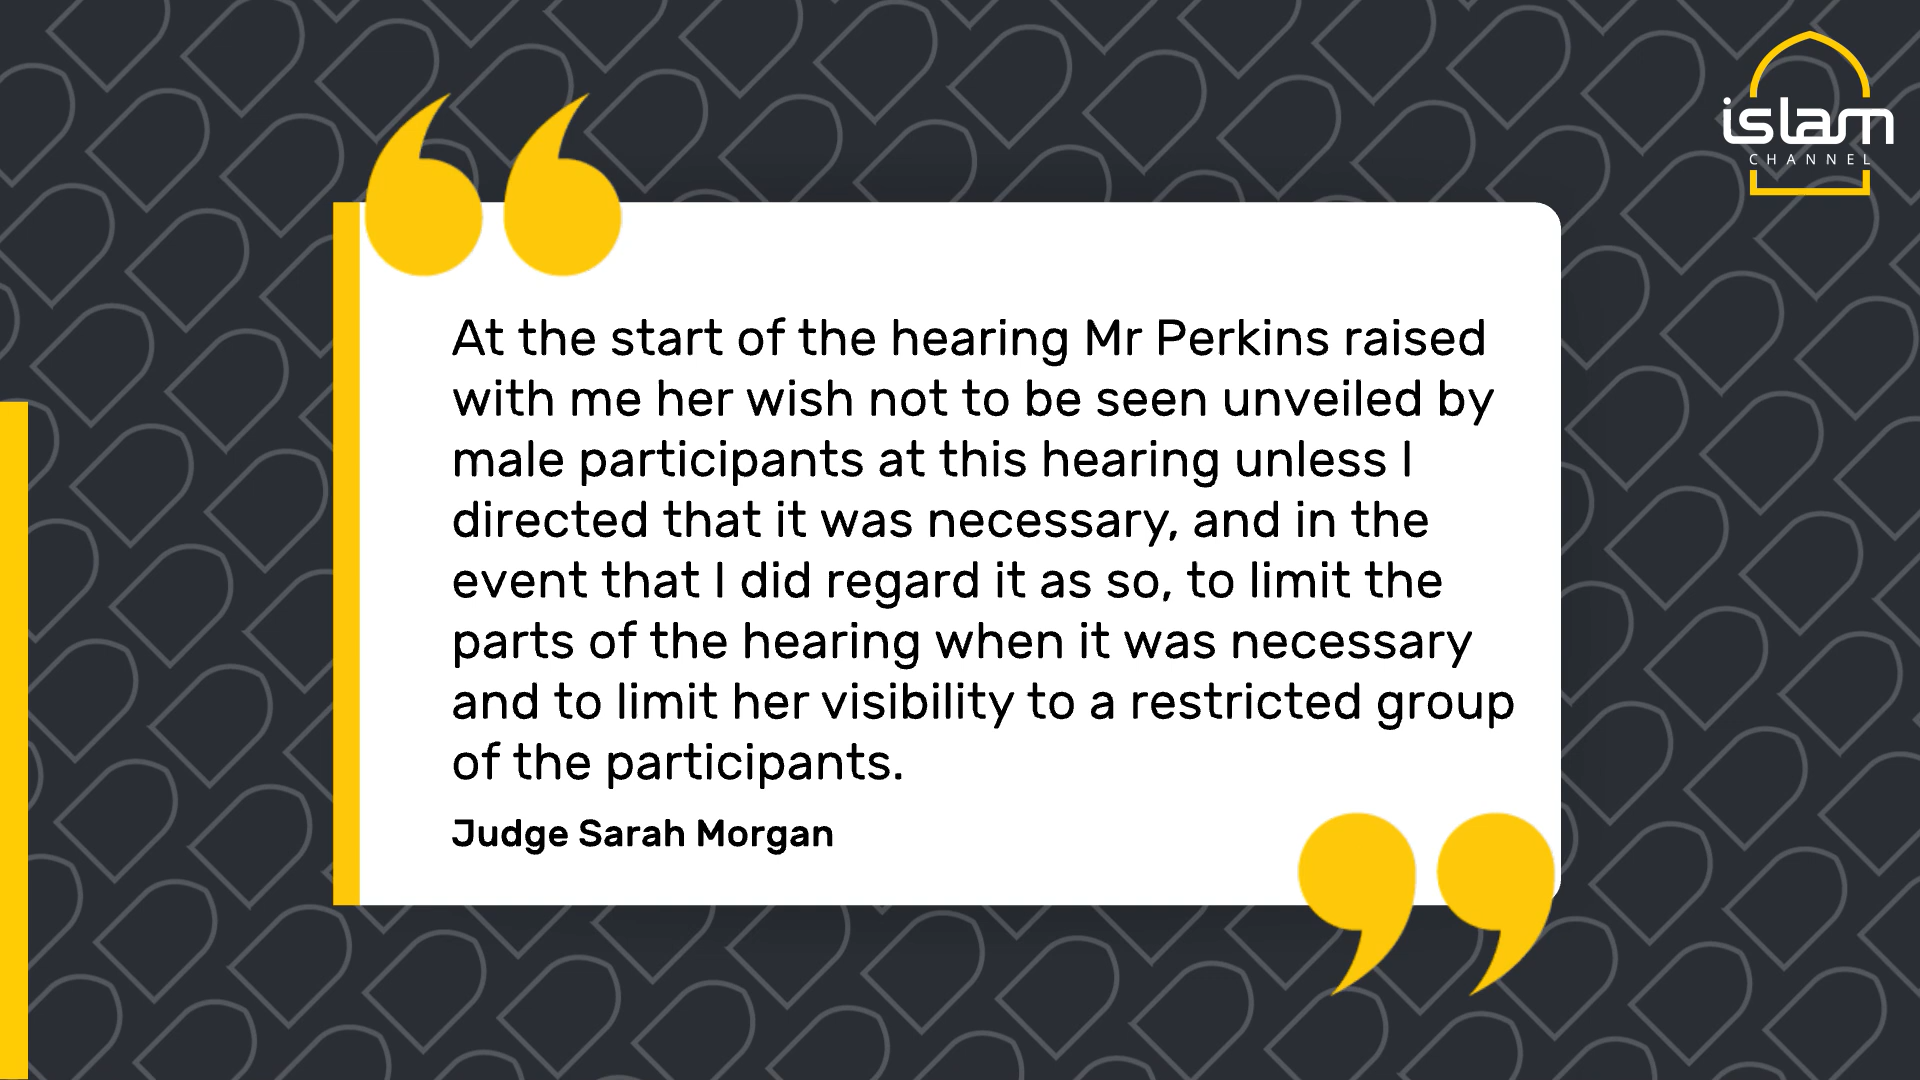 islam
CHANNEL
At the start of the hearing Mr Perkins raised
with me her wish not to be seen unveiled by
male participants at this hearing unless I
directed that it was necessary, and in the
event that I did regard it as so, to limit the
parts of the hearing when it was necessary
and to limit her visibility to a restricted group
of the participants.
Judge Sarah Morgan